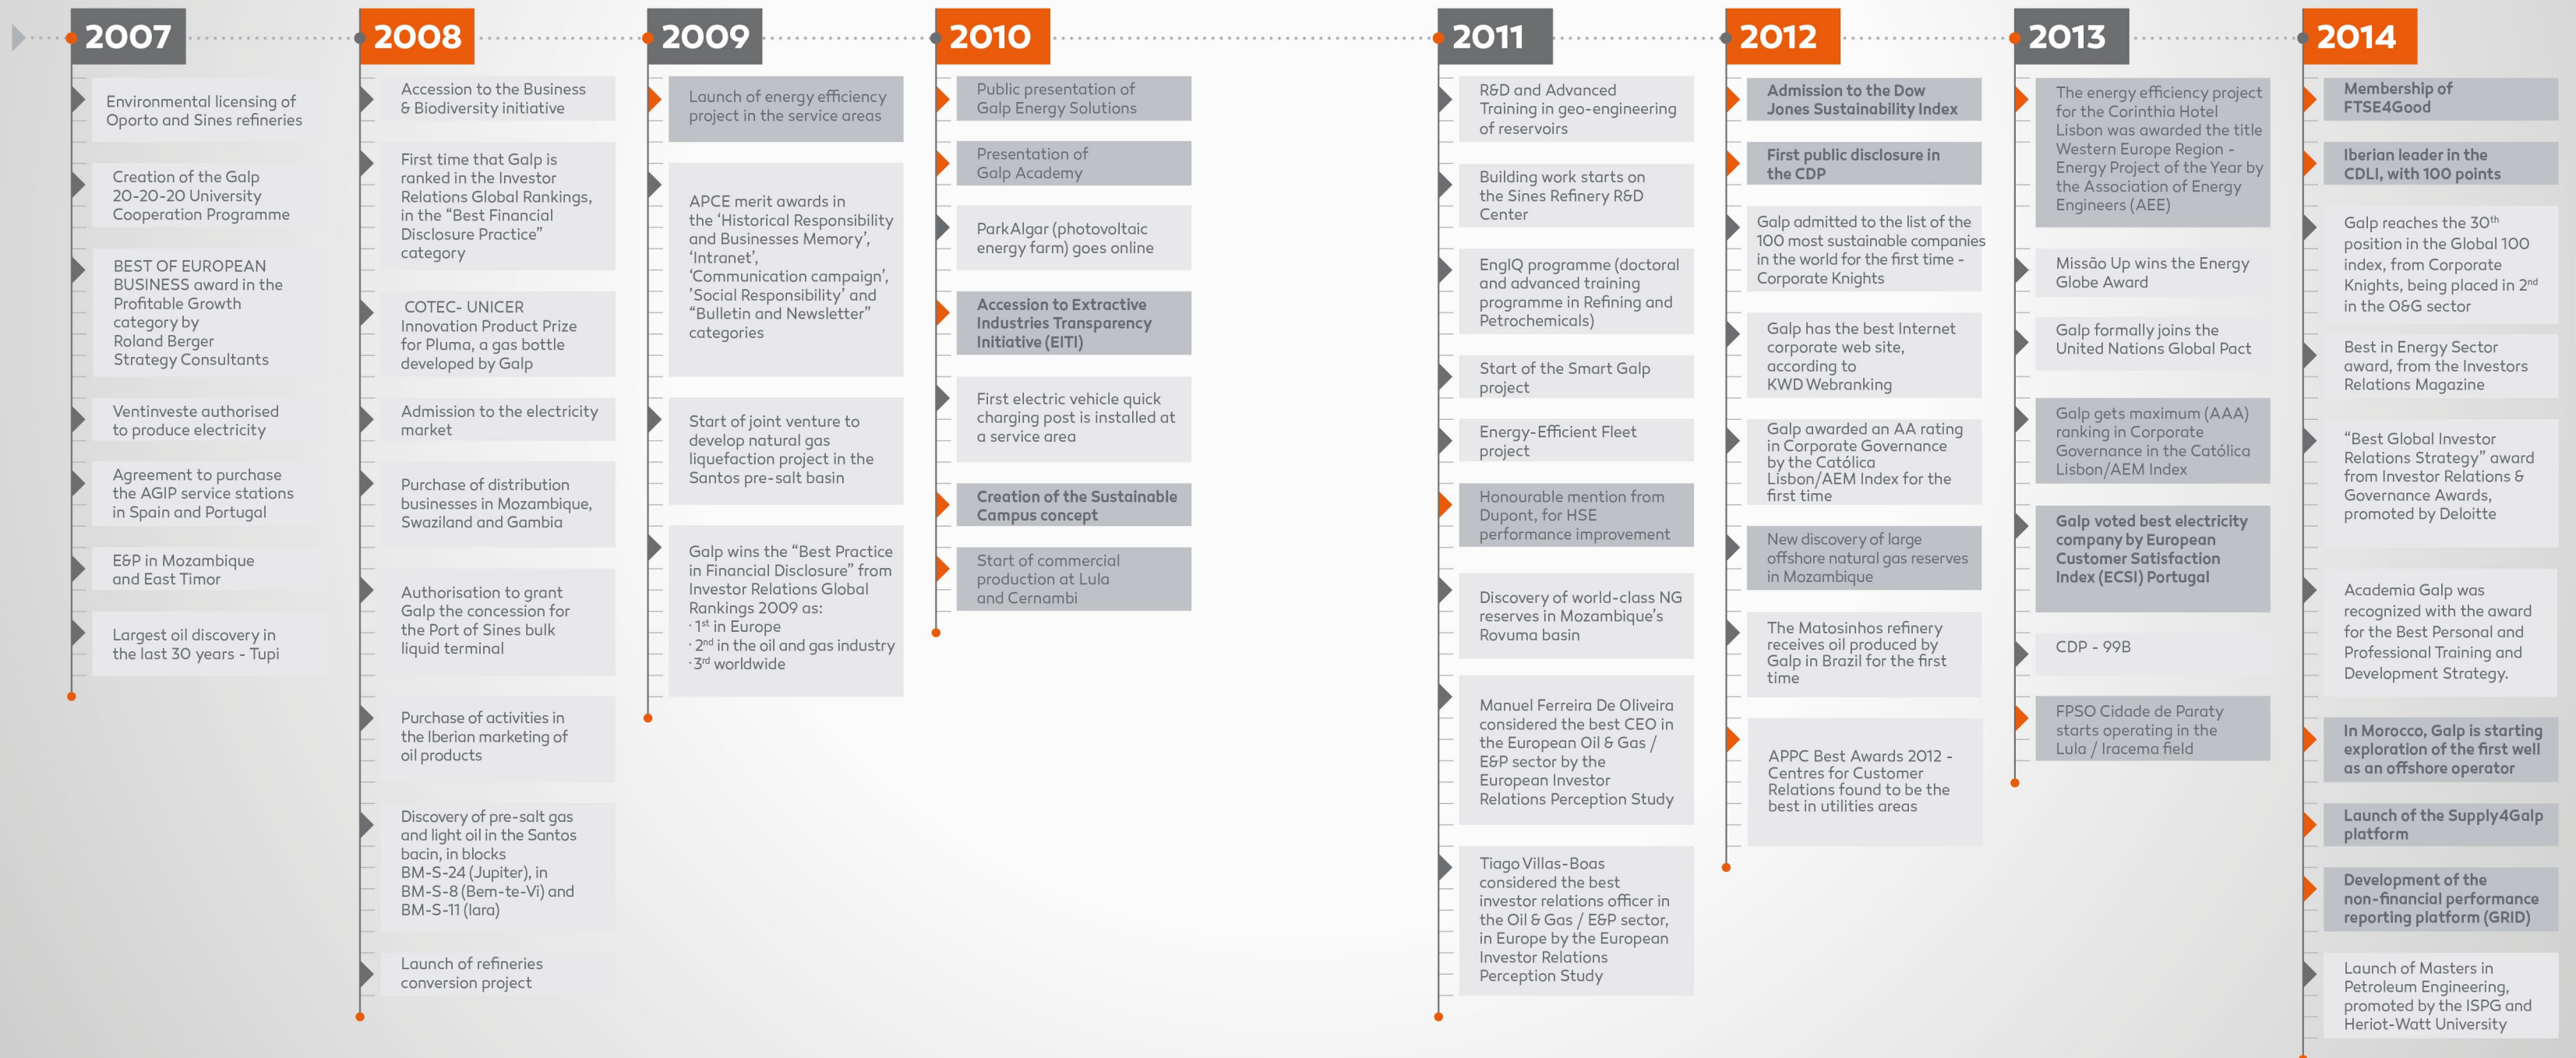 2007
Environmental licensing of
Oporto and Sines refineries
Creation of the Galp
20-20-20 University
Cooperation Programme
BEST OF EUROPEAN
BUSINESS award in the
Profitable Growth
category by
Roland Berger
Strategy Consultants
Ventinveste authorised
to produce electricity
Agreement to purchase
the AGIP service stations
in Spain and Portugal
E&P in Mozambique
and East Timor
Largest oil discovery in
the last 30 years - Tupi
2008
Accession to the Business
& Biodiversity initiative
First time that Galp is
ranked in the Investor
Relations Global Rankings,
in the “Best Financial
Disclosure Practice”
category
COTEC- UNICER
Innovation Product Prize
for Pluma, a gas bottle
developed by Galp
Admission to the electricity
market
Purchase of distribution
businesses in Mozambique,
Swaziland and Gambia
Authorisation to grant
Galp the concession for
the Port of Sines bulk
liquid terminal
Purchase of activities in
the Iberian marketing of
oil products
Discovery of pre-salt gas
and light oil in the Santos
bacin, in blocks
BM-S-24 (Jupiter), in
BM-S-8 (Bem-te-Vi) and
BM-S-11 (Iara)
Launch of refineries
conversion project
2009
Launch of energy efficiency
project in the service areas
APCE merit awards in
the ‘Historical Responsibility
and Businesses Memory’,
‘Intranet’,
‘Communication campaign’,
’Social Responsibility’ and
“Bulletin and Newsletter”
categories
Start of joint venture to
develop natural gas
liquefaction project in the
Santos pre-salt basin
Galp wins the “Best Practice
in Financial Disclosure” from
Investor Relations Global
Rankings 2009 as:
· 1st in Europe
· 2nd in the oil and gas industry
· 3rd worldwide
2010
Public presentation of
Galp Energy Solutions
Presentation of
Galp Academy
ParkAlgar (photovoltaic
energy farm) goes online
Accession to Extractive
Industries Transparency
Initiative (EITI)
First electric vehicle quick
charging post is installed at
a service area
Creation of the Sustainable
Campus concept
Start of commercial
production at Lula
and Cernambi
2011
R&D and Advanced
Training in geo-engineering
of reservoirs
Building work starts on
the Sines Refinery R&D
Center
EngIQ programme (doctoral
and advanced training
programme in Refining and
Petrochemicals)
Start of the Smart Galp
project
Energy-Efficient Fleet
project
Honourable mention from
Dupont, for HSE
performance improvement
Discovery of world-class NG
reserves in Mozambique’s
Rovuma basin
Manuel Ferreira De Oliveira
considered the best CEO in
the European Oil & Gas /
E&P sector by the
European Investor
Relations Perception Study
Tiago Villas-Boas
considered the best
investor relations officer in
the Oil & Gas / E&P sector,
in Europe by the European
Investor Relations
Perception Study
2012
Admission to the Dow
Jones Sustainability Index
First public disclosure in
the CDP
Galp admitted to the list of the
100 most sustainable companies
in the world for the first time -
Corporate Knights
Galp has the best Internet
corporate web site,
according to
KWD Webranking
Galp awarded an AA rating
in Corporate Governance
by the Católica
Lisbon/AEM Index for the
first time
New discovery of large
offshore natural gas reserves
in Mozambique
The Matosinhos refinery
receives oil produced by
Galp in Brazil for the first
time
APPC Best Awards 2012 -
Centres for Customer
Relations found to be the
best in utilities areas
2013
The energy efficiency project
for the Corinthia Hotel
Lisbon was awarded the title
Western Europe Region -
Energy Project of the Year by
the Association of Energy
Engineers (AEE)
Missão Up wins the Energy
Globe Award
Galp formally joins the
United Nations Global Pact
Galp gets maximum (AAA)
ranking in Corporate
Governance in the Católica
Lisbon/AEM Index
Galp voted best electricity
company by European
Customer Satisfaction
Index (ECSI) Portugal
CDP - 99B
FPSO Cidade de Paraty
starts operating in the
Lula / Iracema field
2014
Membership of
FTSE4Good
Iberian leader in the
CDLI, with 100 points
Galp reaches the 30th
position in the Global 100
index, from Corporate
Knights, being placed in 2nd
in the O&G sector
Best in Energy Sector
award, from the Investors
Relations Magazine
“Best Global Investor
Relations Strategy” award
from Investor Relations &
Governance Awards,
promoted by Deloitte
Academia Galp was
recognized with the award
for the Best Personal and
Professional Training and
Development Strategy.
In Morocco, Galp is starting
exploration of the first well
as an offshore operator
Launch of the Supply4Galp
platform
Development of the
non-financial performance
reporting platform (GRID)
Launch of Masters in
Petroleum Engineering,
promoted by the ISPG and
Heriot-Watt University